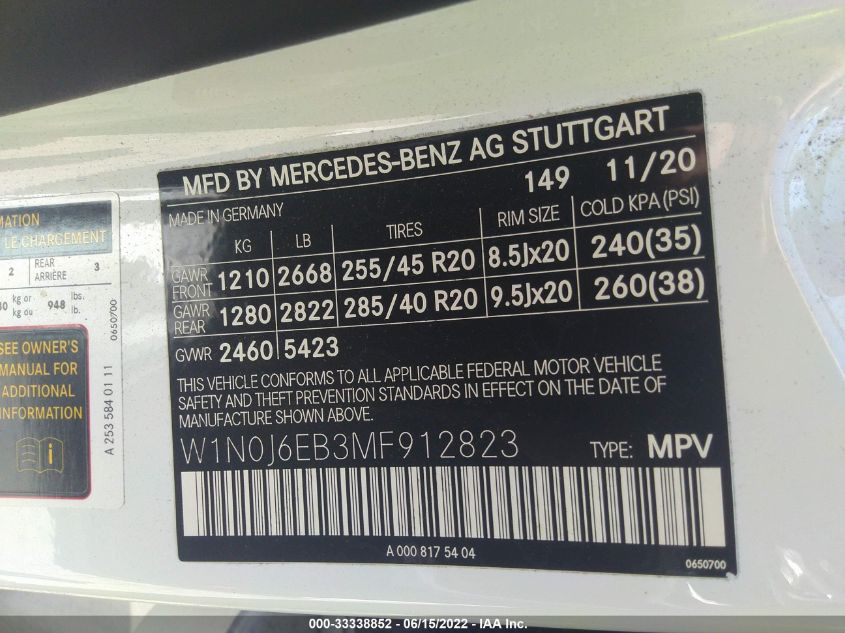 MFD BY MERCEDES-BENZ AG STUTTGART
149 11/20
MADE IN GERMANY
KG LB TIRES RIM SIZE COLD KPA (PSI)
GAWR FRONT 1210 2668 255/45 R20 8.5Jx20 240(35)
GAWR REAR 1280 2822 285/40 R20 9.5Jx20 260(38)
GVWR 2460 5423
THIS VEHICLE CONFORMS TO ALL APPLICABLE FEDERAL MOTOR VEHICLE
SAFETY AND THEFT PREVENTION STANDARDS IN EFFECT ON THE DATE OF
MANUFACTURE SHOWN ABOVE.
W1N0J6EB3MF912823 TYPE: MPV
A 000 817 54 04
0650700
LE CHARGEMENT
2 REAR ARRIÈRE 3
kg or kg ou 948 lbs. lb.
0650700
SEE OWNER'S
MANUAL FOR
ADDITIONAL
INFORMATION
A 253 584 01 11
000-33338852 - 06/15/2022 - IAA Inc.